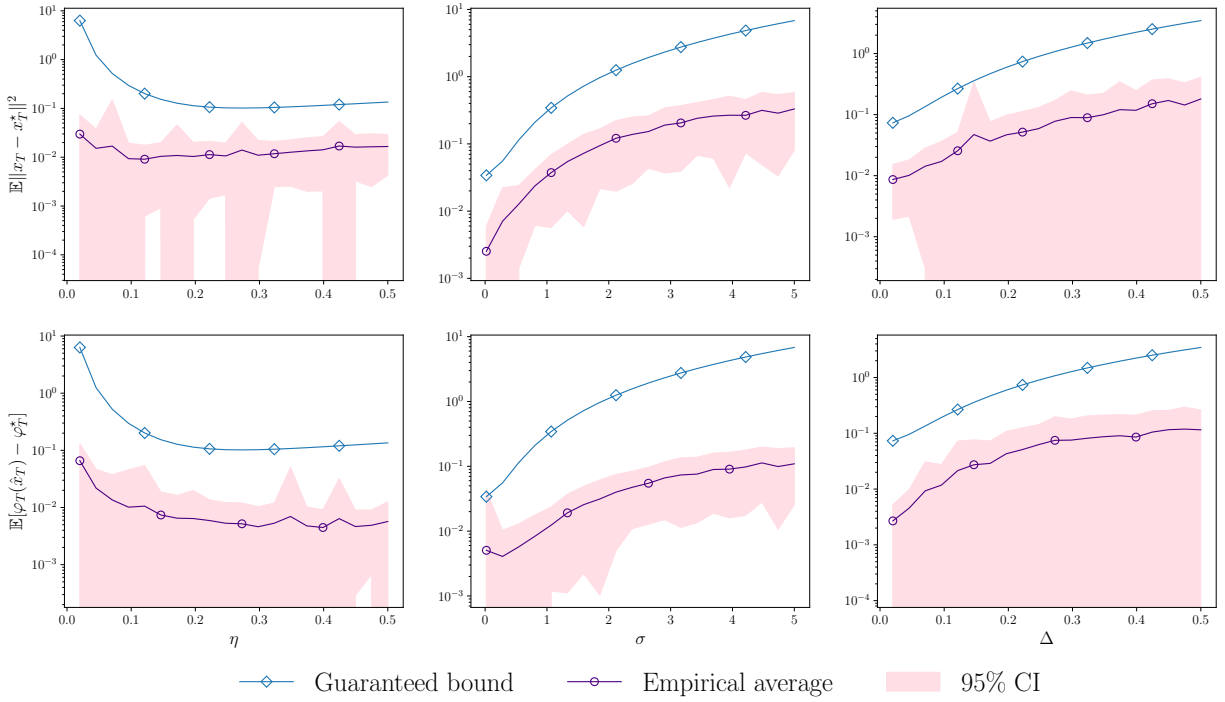 10^1
10^0
10^{-1}
10^{-2}
10^{-3}
10^{-4}
𝔼||x_T − x_T^⋆||^2
0.0 0.1 0.2 0.3 0.4 0.5
10^1
10^0
10^{-1}
10^{-2}
10^{-3}
0 1 2 3 4 5
10^0
10^{-1}
10^{-2}
10^{-3}
0.0 0.1 0.2 0.3 0.4 0.5
10^1
10^0
10^{-1}
10^{-2}
10^{-3}
𝔼[φ_T(x̂_T) − φ_T^⋆]
0.0 0.1 0.2 0.3 0.4 0.5
η
10^1
10^0
10^{-1}
10^{-2}
10^{-3}
0 1 2 3 4 5
σ
10^0
10^{-1}
10^{-2}
10^{-3}
10^{-4}
0.0 0.1 0.2 0.3 0.4 0.5
Δ
Guaranteed bound Empirical average 95% CI